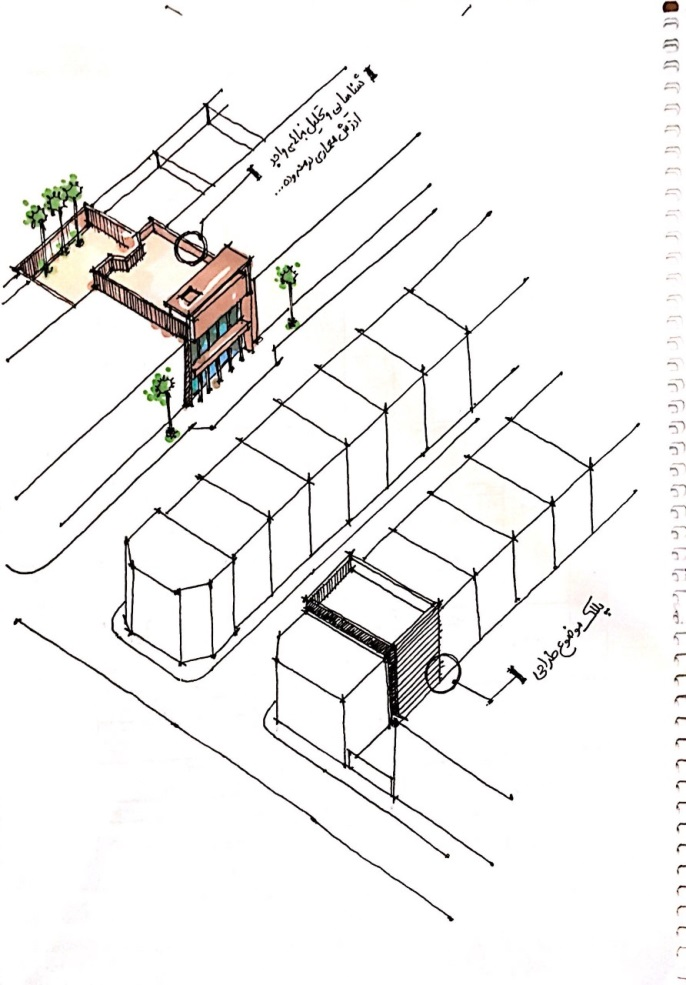 شناسایی و تحلیل بناهای واجد
ارزش معماری در محدوده...
پلاک موضوع طراحی